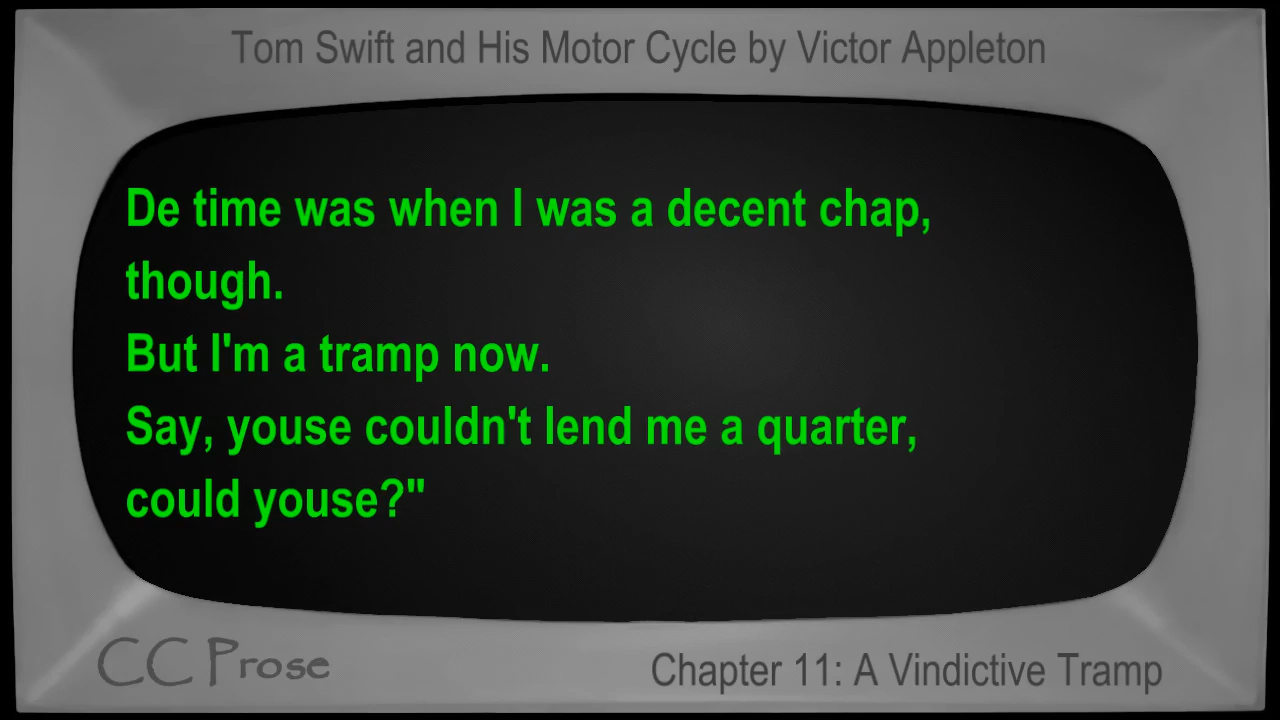 Tom Swift and His Motor Cycle by Victor Appleton
De time was when I was a decent chap,
though.
But I'm a tramp now.
Say, youse couldn't lend me a quarter,
could youse?"
CC Prose
Chapter 11: A Vindictive Tramp